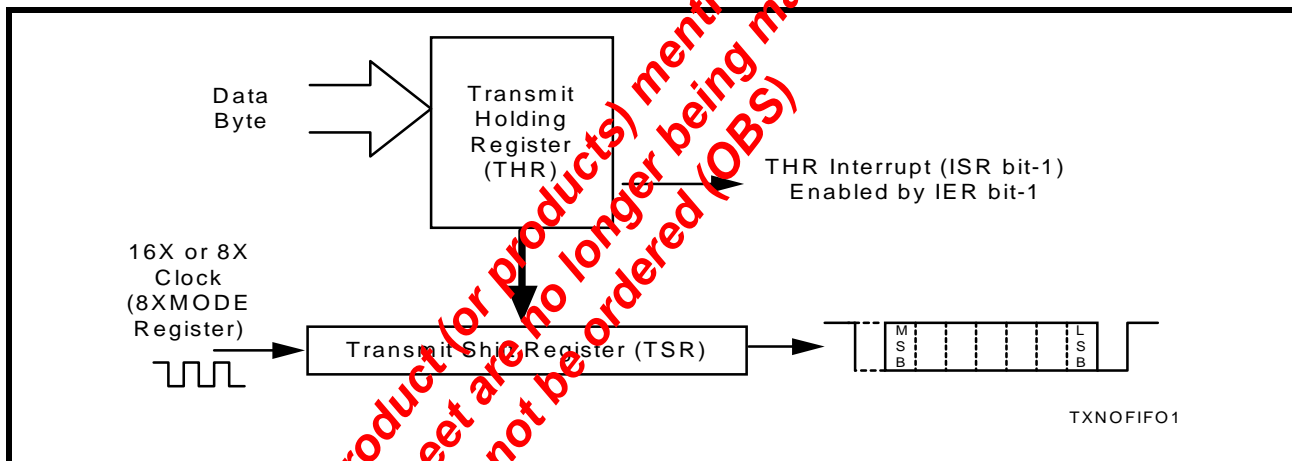 Data
Byte
Transmit
Holding
Register
(THR)
THR Interrupt (ISR bit-1)
Enabled by IER bit-1
16X or 8X
Clock
(8XMODE
Register)
Transmit Shift Register (TSR)
M
S
B
L
S
B
TXNOFIFO1
product (or products)
eet are no longer being
not be ordered (OBS)